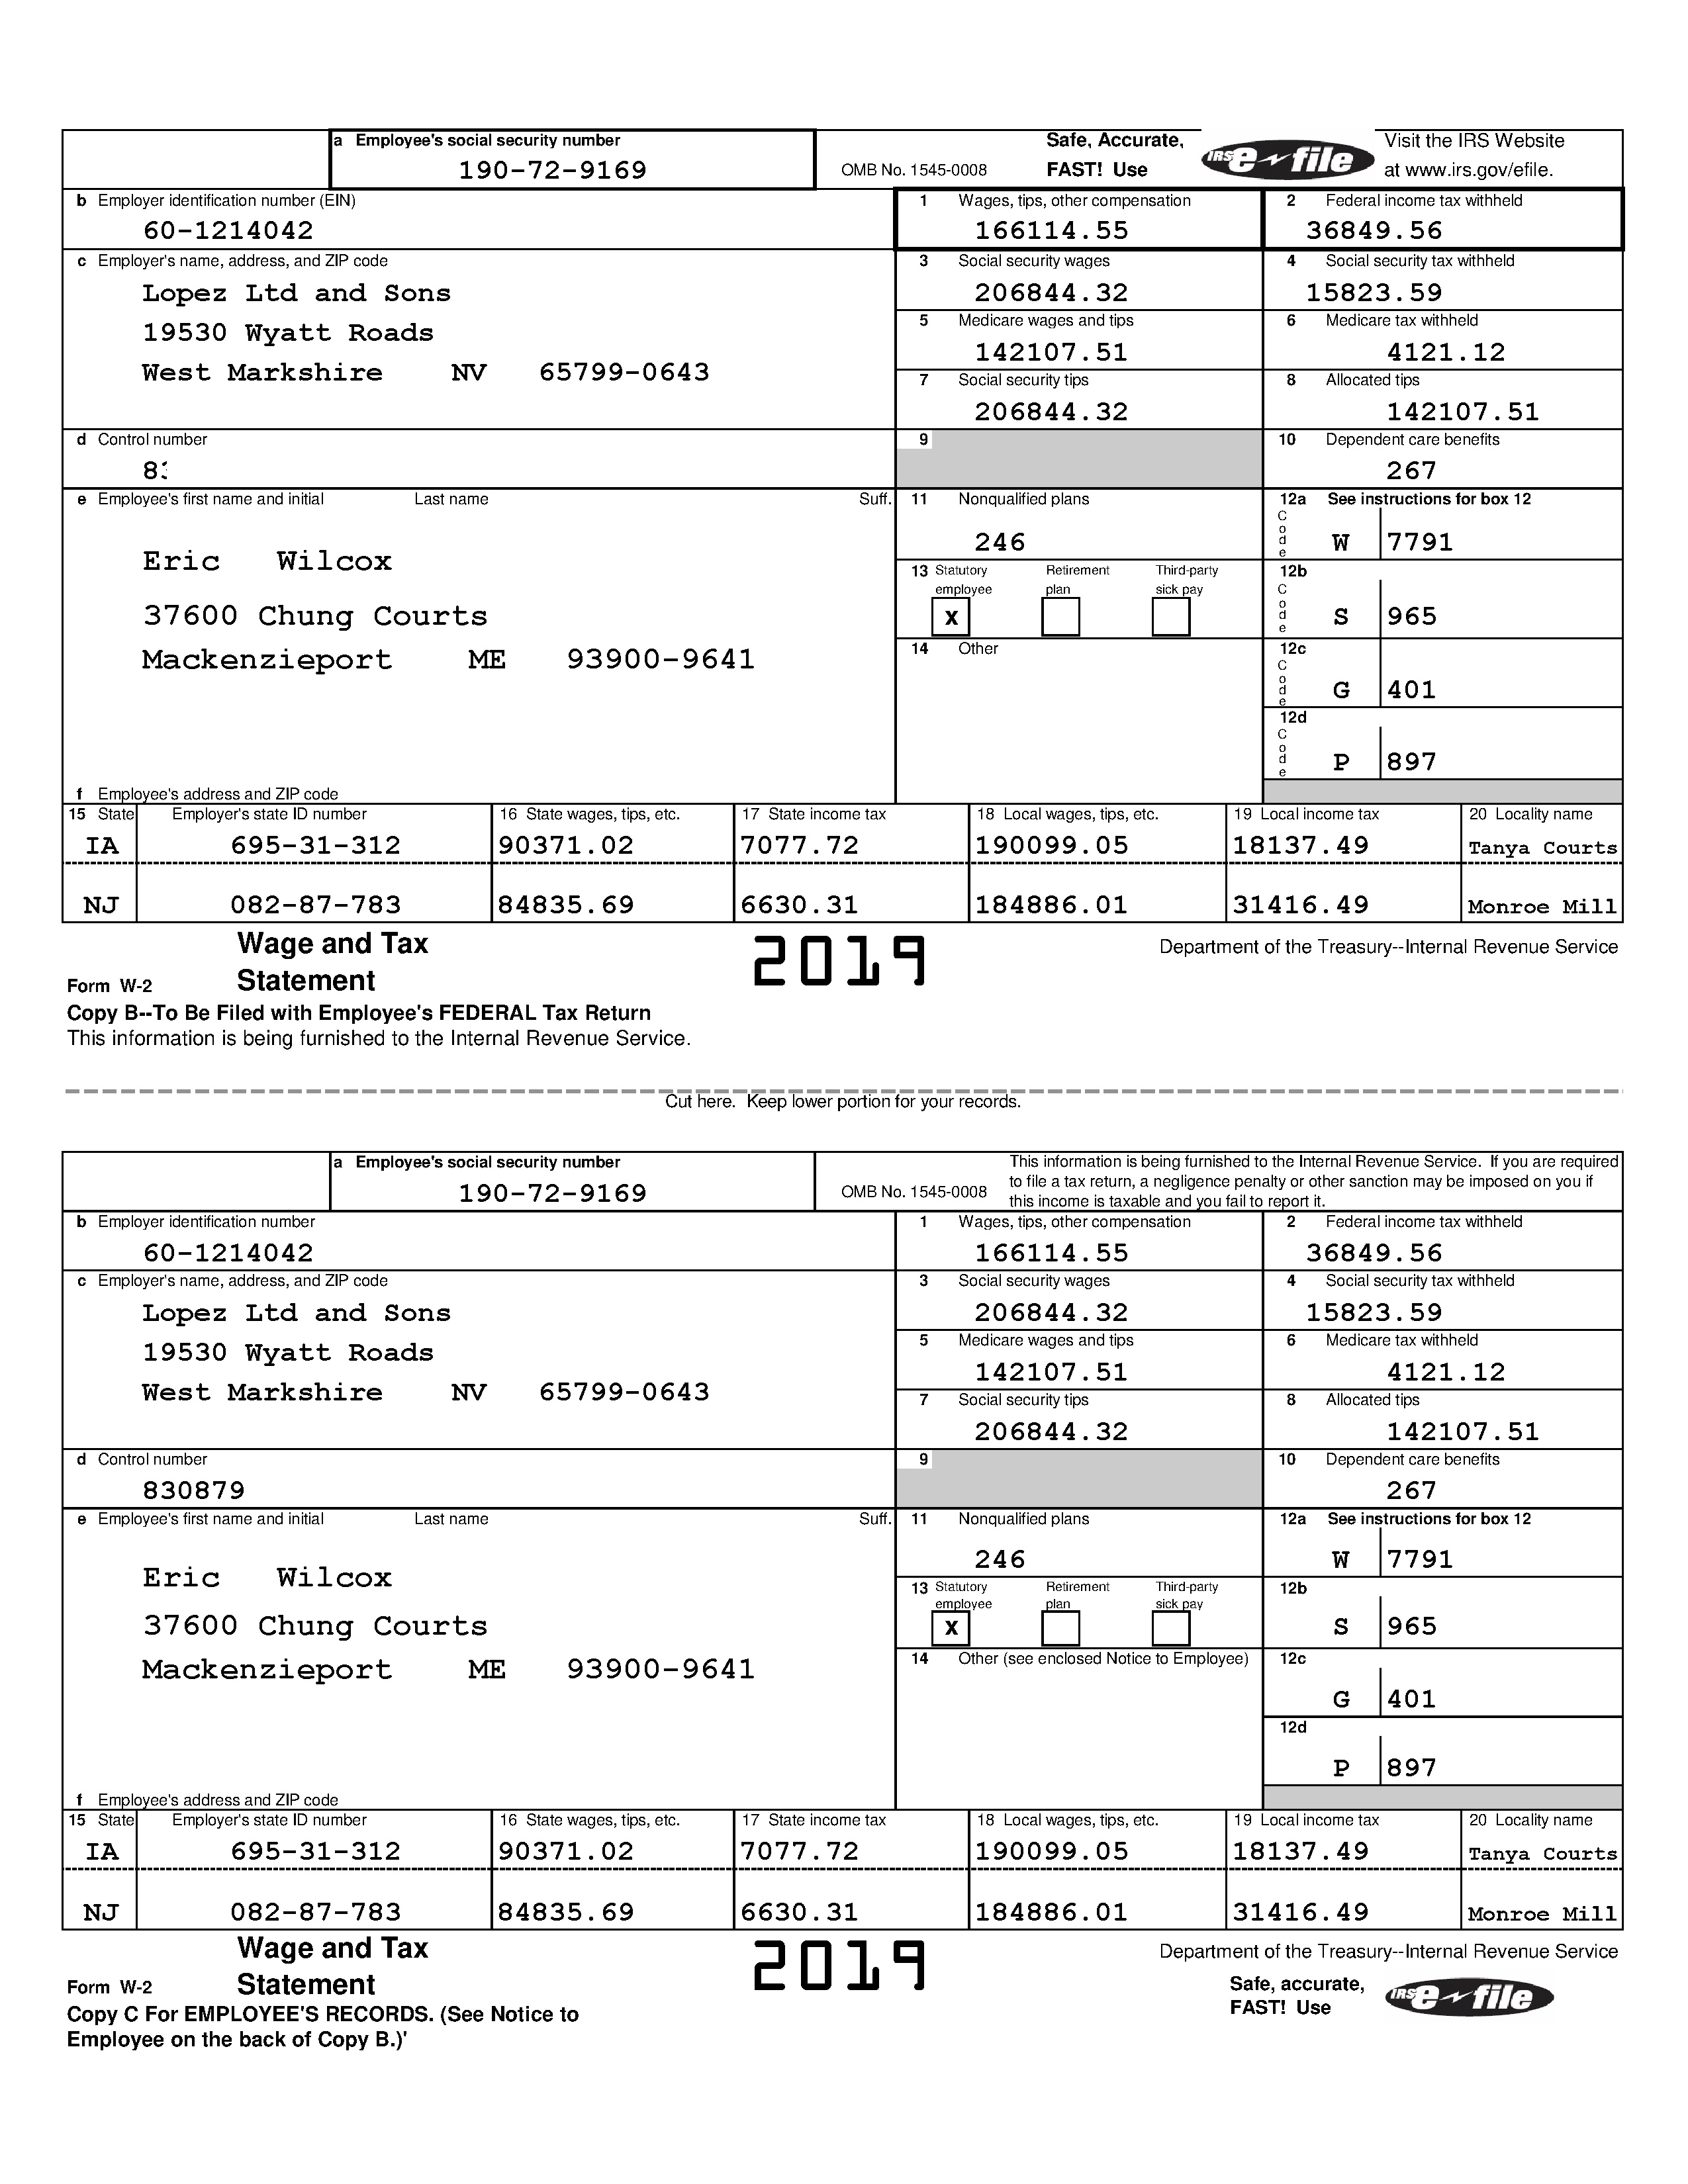 a Employee's social security number
190-72-9169
OMB No. 1545-0008
Safe, Accurate,
FAST! Use
IRS e file
Visit the IRS Website
at www.irs.gov/efile.
b Employer identification number (EIN)
60-1214042
1 Wages, tips, other compensation
166114.55
2 Federal income tax withheld
36849.56
c Employer's name, address, and ZIP code
Lopez Ltd and Sons
19530 Wyatt Roads
West Markshire NV 65799-0643
3 Social security wages
206844.32
4 Social security tax withheld
15823.59
5 Medicare wages and tips
142107.51
6 Medicare tax withheld
4121.12
7 Social security tips
206844.32
8 Allocated tips
142107.51
d Control number
8
9
10 Dependent care benefits
267
e Employee's first name and initial Last name Suff.
Eric Wilcox
37600 Chung Courts
Mackenzieport ME 93900-9641
11 Nonqualified plans
246
12a See instructions for box 12
Code W 7791
13 Statutory employee Retirement plan Third-party sick pay
X
12b
Code S 965
14 Other
12c
Code G 401
12d
Code P 897
f Employee's address and ZIP code
15 State Employer's state ID number 16 State wages, tips, etc. 17 State income tax 18 Local wages, tips, etc. 19 Local income tax 20 Locality name
IA 695-31-312 90371.02 7077.72 190099.05 18137.49 Tanya Courts
NJ 082-87-783 84835.69 6630.31 184886.01 31416.49 Monroe Mill
Form W-2 Wage and Tax Statement
2019
Department of the Treasury--Internal Revenue Service
Copy B--To Be Filed with Employee's FEDERAL Tax Return
This information is being furnished to the Internal Revenue Service.
Cut here. Keep lower portion for your records.
a Employee's social security number
190-72-9169
OMB No. 1545-0008
This information is being furnished to the Internal Revenue Service. If you are required
to file a tax return, a negligence penalty or other sanction may be imposed on you if
this income is taxable and you fail to report it.
b Employer identification number
60-1214042
1 Wages, tips, other compensation
166114.55
2 Federal income tax withheld
36849.56
c Employer's name, address, and ZIP code
Lopez Ltd and Sons
19530 Wyatt Roads
West Markshire NV 65799-0643
3 Social security wages
206844.32
4 Social security tax withheld
15823.59
5 Medicare wages and tips
142107.51
6 Medicare tax withheld
4121.12
7 Social security tips
206844.32
8 Allocated tips
142107.51
d Control number
830879
9
10 Dependent care benefits
267
e Employee's first name and initial Last name Suff.
Eric Wilcox
37600 Chung Courts
Mackenzieport ME 93900-9641
11 Nonqualified plans
246
12a See instructions for box 12
W 7791
13 Statutory employee Retirement plan Third-party sick pay
X
12b
S 965
14 Other (see enclosed Notice to Employee)
12c
G 401
12d
P 897
f Employee's address and ZIP code
15 State Employer's state ID number 16 State wages, tips, etc. 17 State income tax 18 Local wages, tips, etc. 19 Local income tax 20 Locality name
IA 695-31-312 90371.02 7077.72 190099.05 18137.49 Tanya Courts
NJ 082-87-783 84835.69 6630.31 184886.01 31416.49 Monroe Mill
Form W-2 Wage and Tax Statement
2019
Department of the Treasury--Internal Revenue Service
Safe, accurate,
FAST! Use
IRS e file
Copy C For EMPLOYEE'S RECORDS. (See Notice to
Employee on the back of Copy B.)'